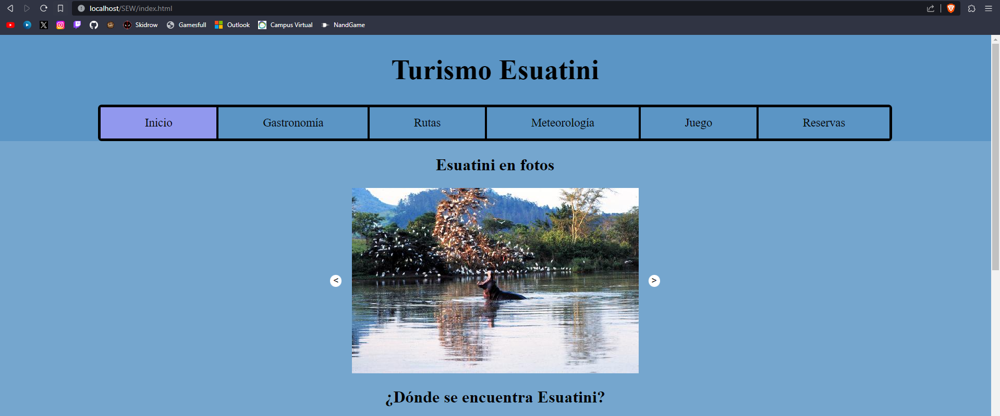 localhost/SEW/index.html
Skidrow Gamesfull Outlook Campus Virtual NandGame
Turismo Esuatini
Inicio Gastronomía Rutas Meteorología Juego Reservas
Esuatini en fotos
< >
¿Dónde se encuentra Esuatini?